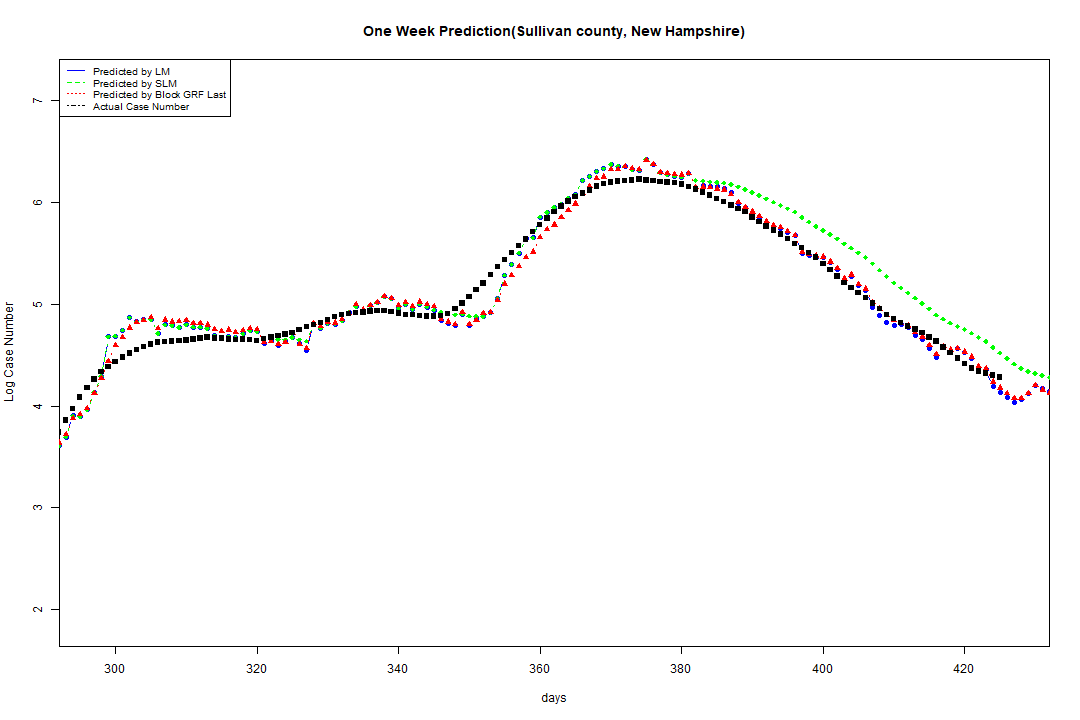 One Week Prediction(Sullivan county, New Hampshire)
Predicted by LM
Predicted by SLM
Predicted by Block GRF Last
Actual Case Number
7
6
5
4
3
2
Log Case Number
300 320 340 360 380 400 420
days